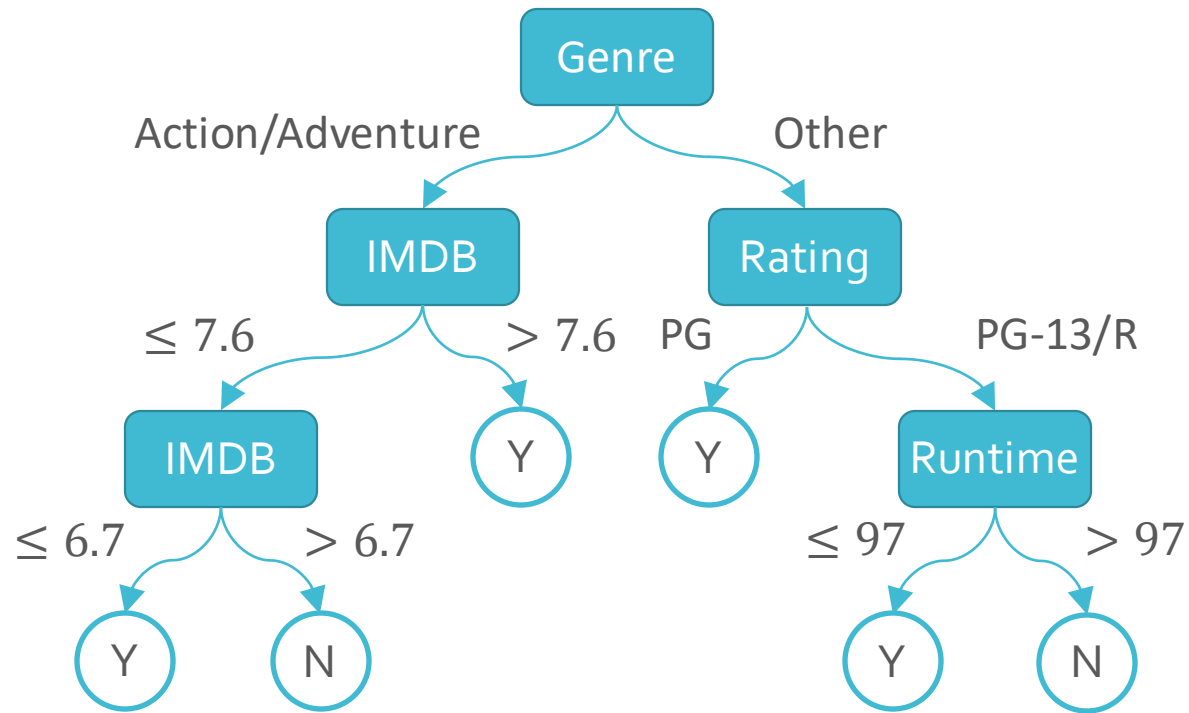 Genre
Action/Adventure Other
IMDB Rating
≤ 7.6 > 7.6 PG PG-13/R
IMDB Y Y Runtime
≤ 6.7 > 6.7 ≤ 97 > 97
Y N Y N